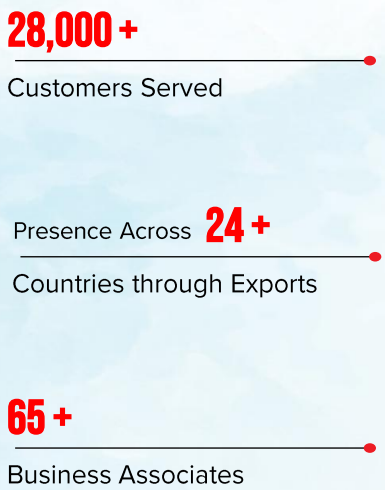 28,000 +
Customers Served
Presence Across 24 +
Countries through Exports
65 +
Business Associates